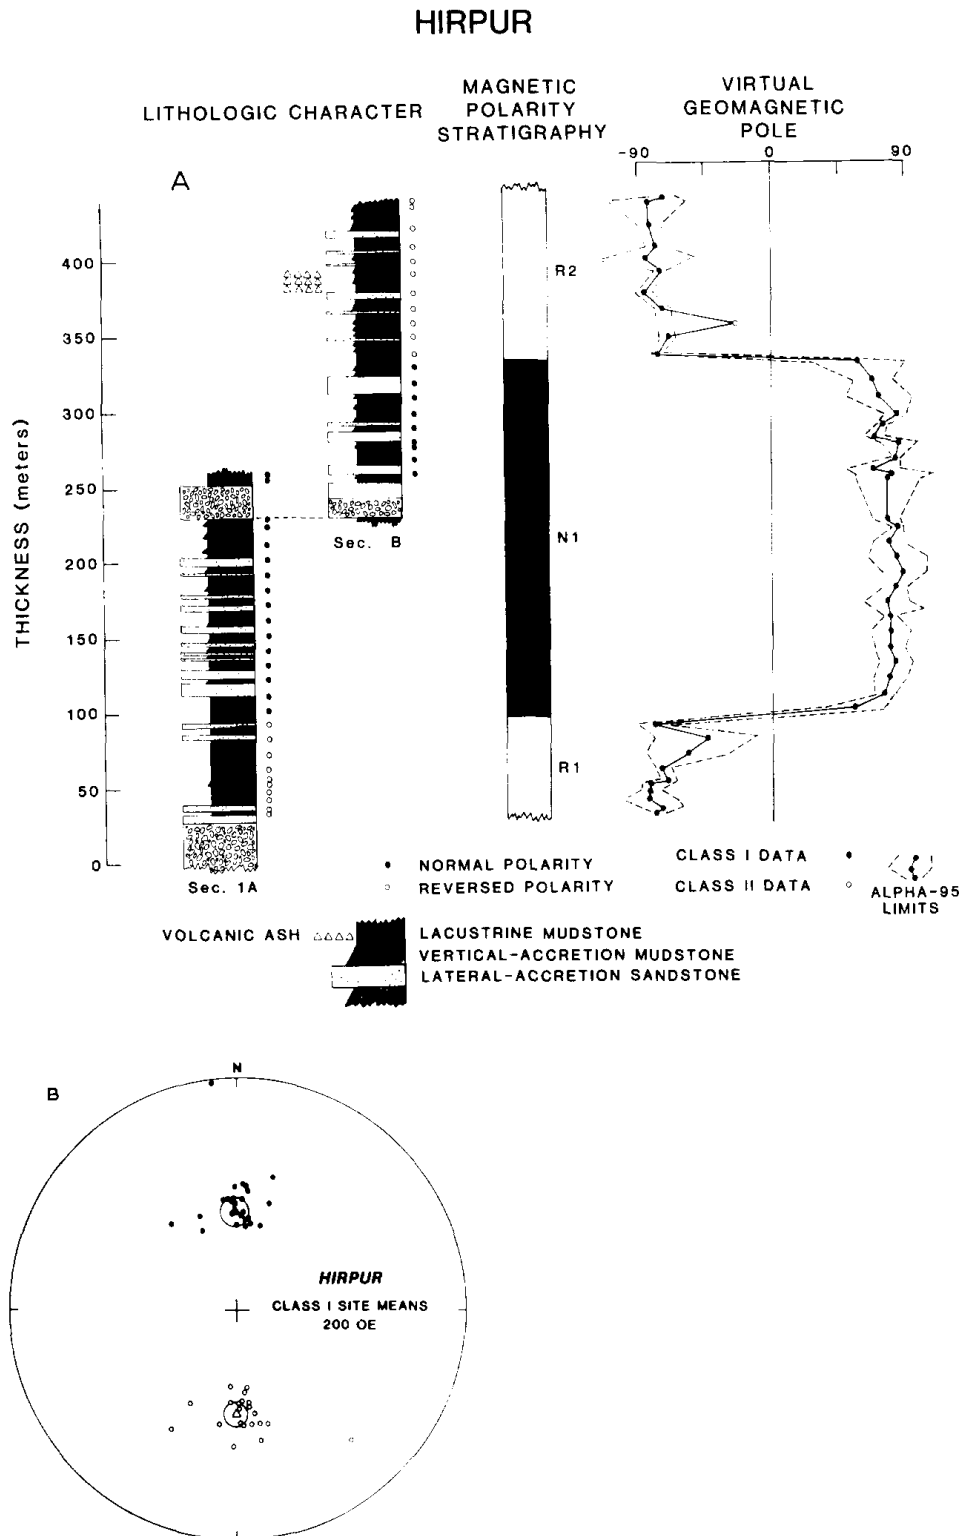 HIRPUR
LITHOLOGIC CHARACTER
MAGNETIC
POLARITY
STRATIGRAPHY
VIRTUAL
GEOMAGNETIC
POLE
-90 0 90
A
THICKNESS (meters)
400
350
300
250
200
150
100
50
0
R2
N1
R1
Sec. B
Sec. 1A
NORMAL POLARITY
REVERSED POLARITY
CLASS I DATA
CLASS II DATA
ALPHA-95
LIMITS
VOLCANIC ASH
LACUSTRINE MUDSTONE
VERTICAL-ACCRETION MUDSTONE
LATERAL-ACCRETION SANDSTONE
B
N
HIRPUR
CLASS I SITE MEANS
200 OE